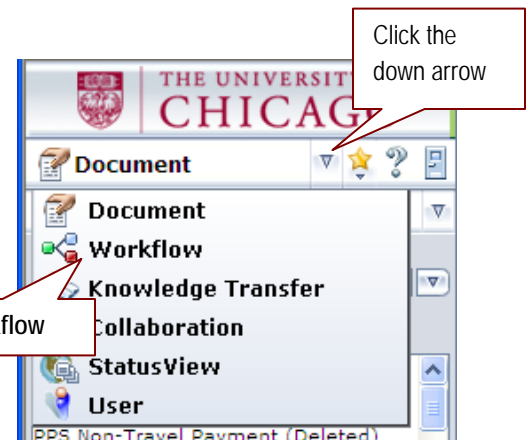 Click the
down arrow
THE UNIVERSIT
CHICAG
Document
Document
Workflow
Knowledge Transfer
flow
Collaboration
StatusView
User
PPS Non-Travel Payment (Deleted)